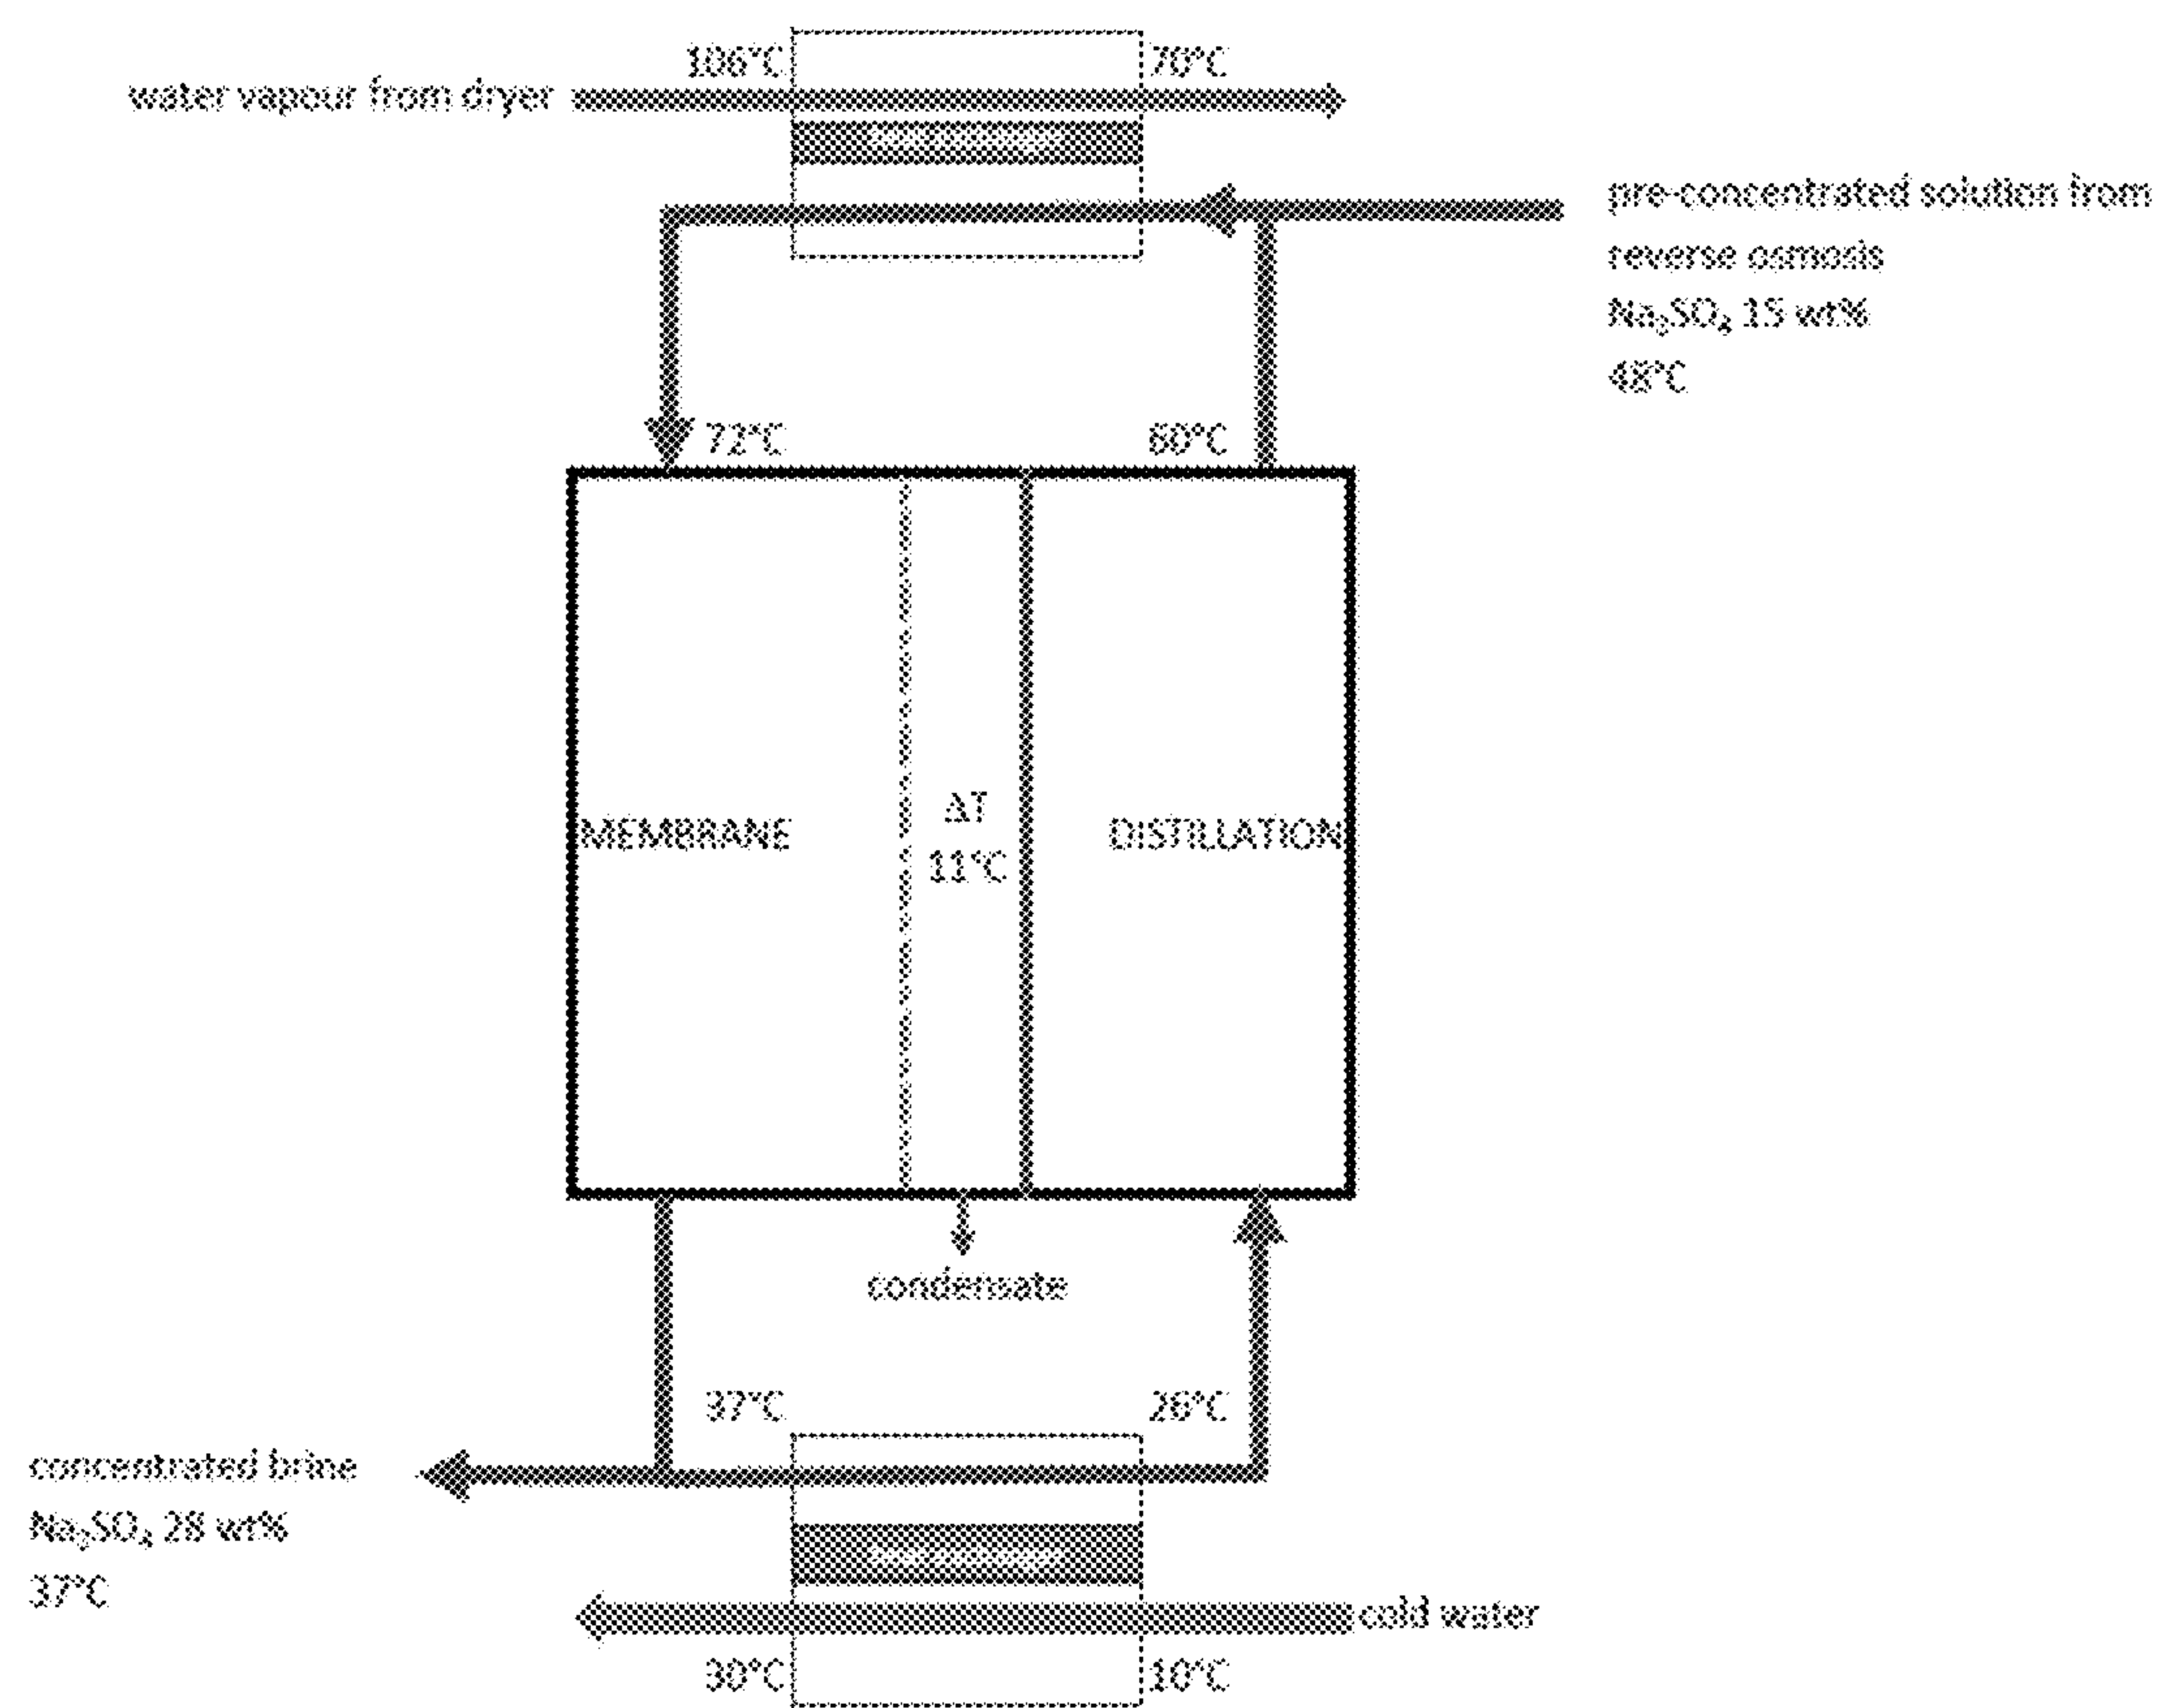 106°C
70°C
water vapour from dryer
pre-concentrated solution from
reverse osmosis
Na₂SO₄ 15 wt%
48°C
72°C
60°C
MEMBRANE
ΔT
11°C
DISTILLATION
condensate
37°C
26°C
concentrated brine
Na₂SO₄ 28 wt%
37°C
cold water
30°C
10°C